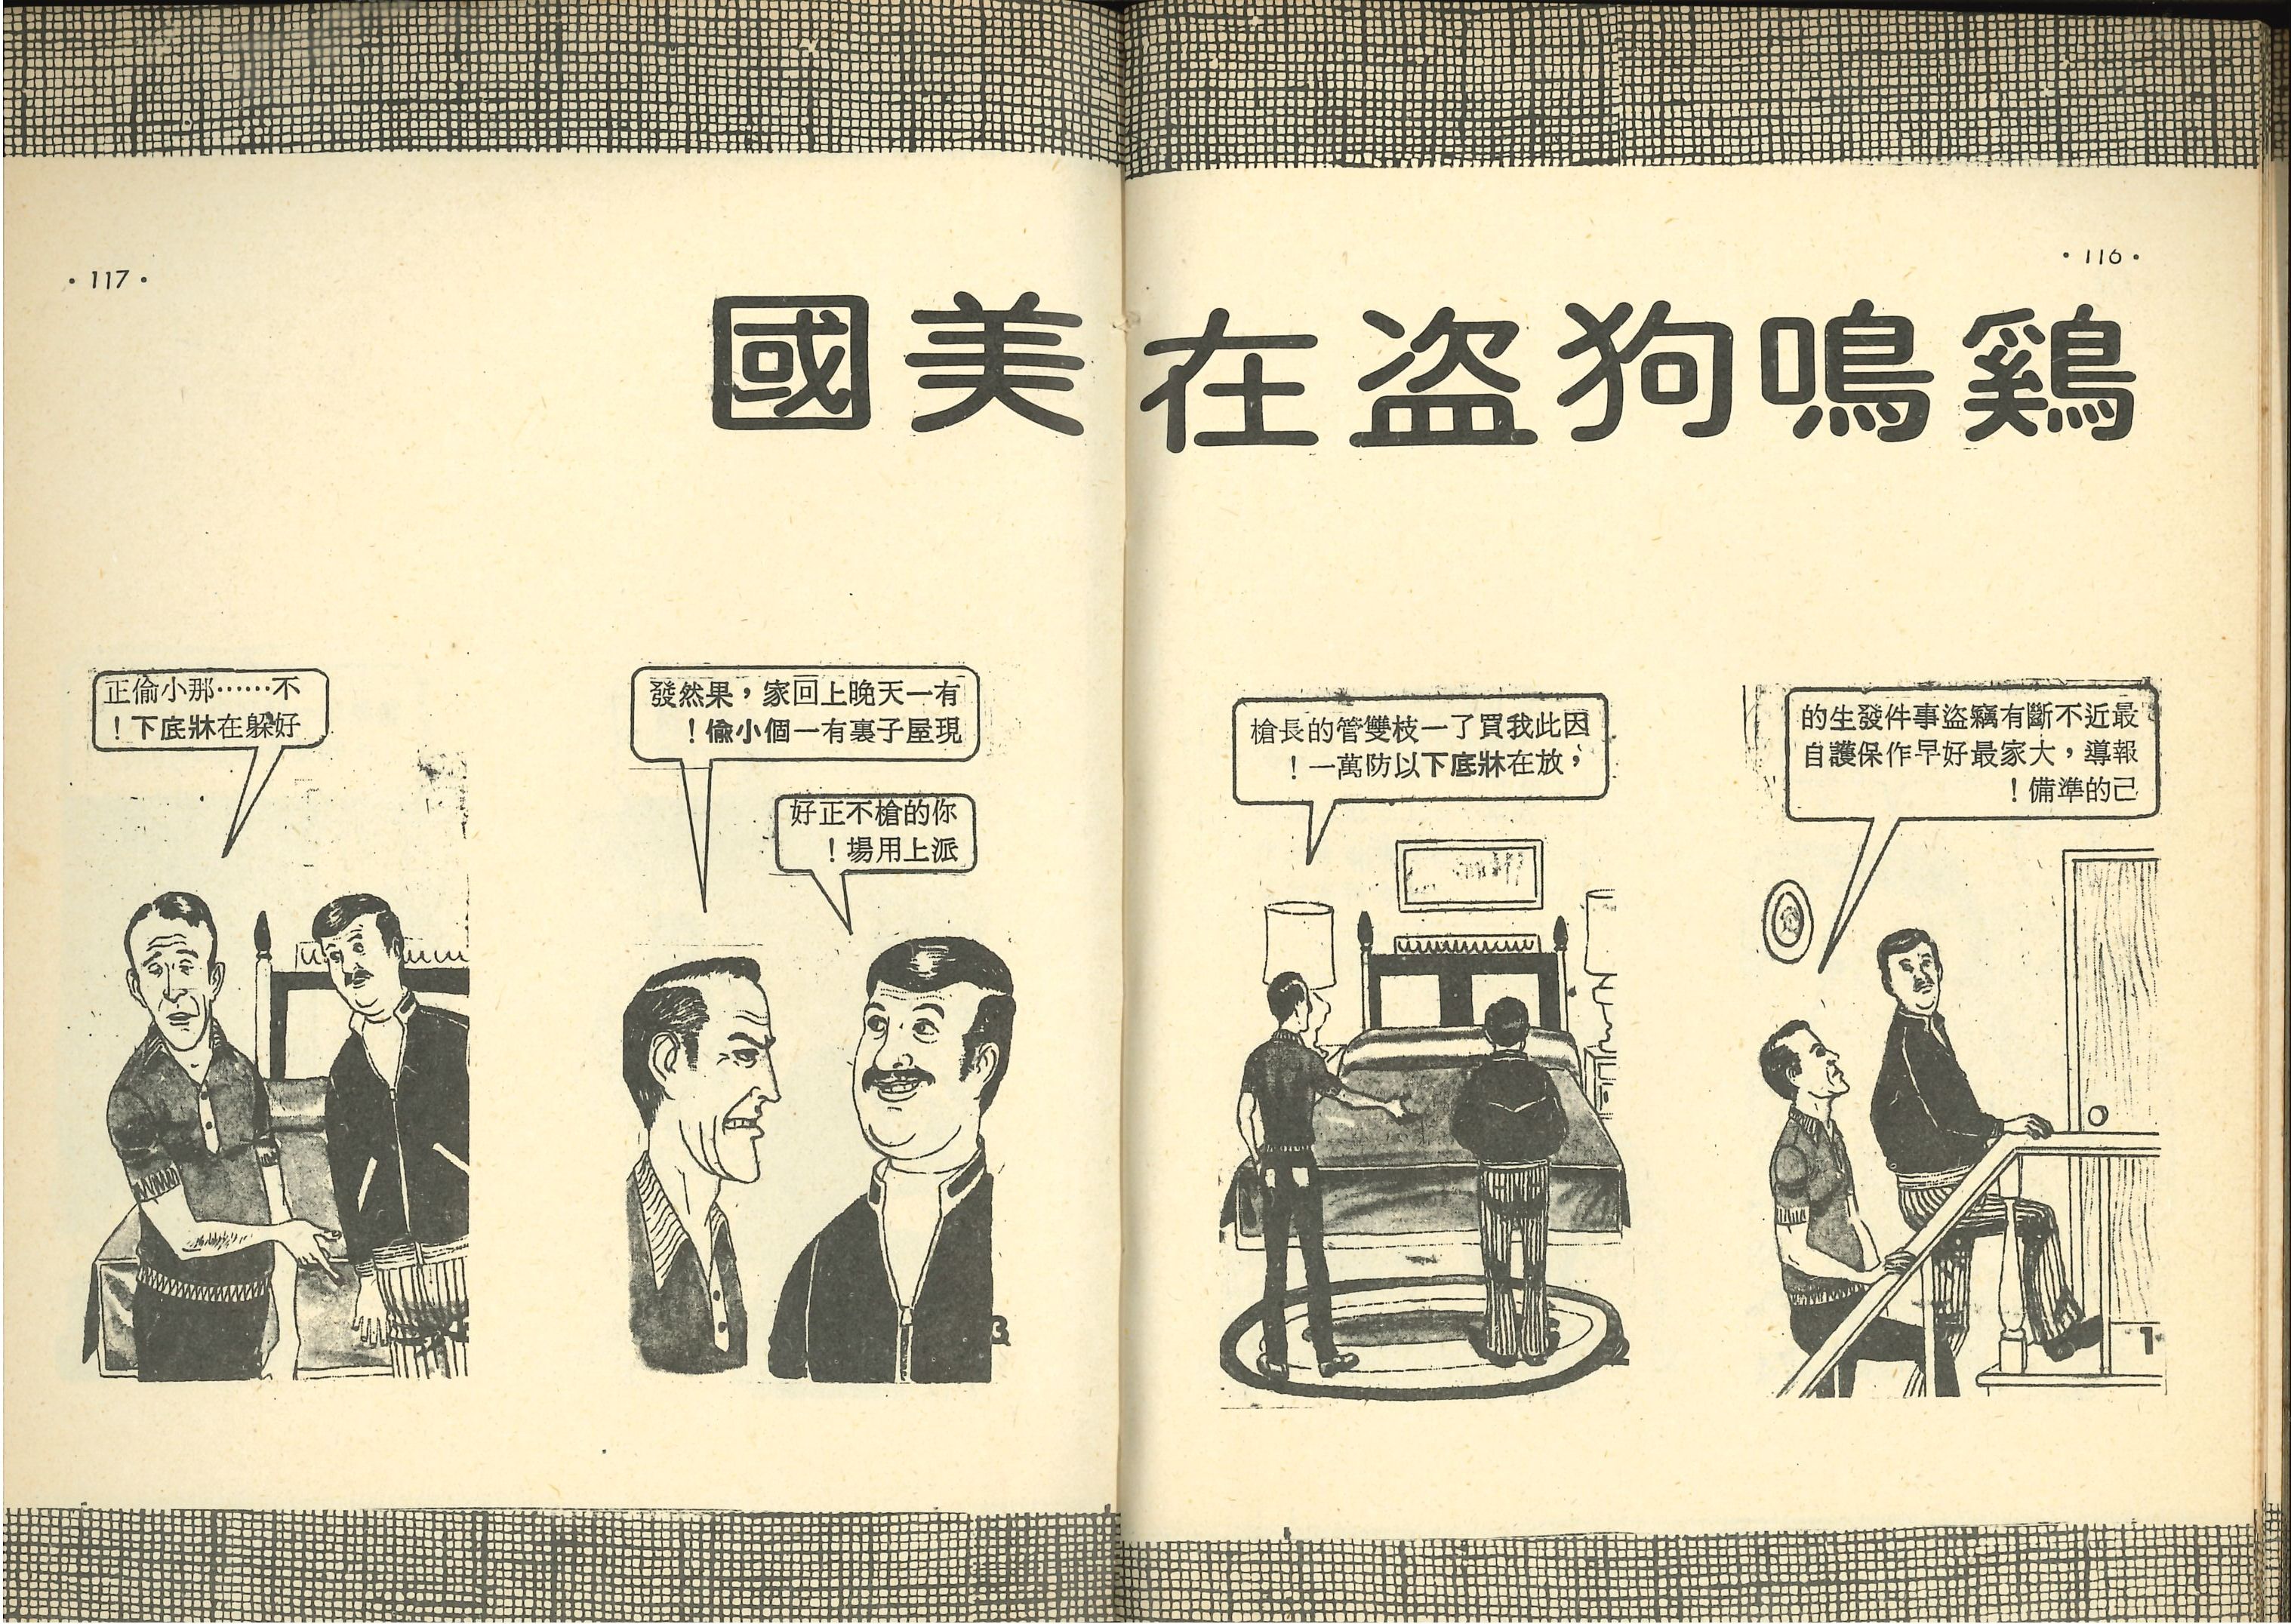 ·116·
鷄鳴狗盗在美國
最近不斷有竊盜事件發生的
報導，大家最好早作保護自
己的準備！
1
因此我買了一枝雙管的長槍
，放在牀底下以防萬一！
有一天晚上回家，果然發
現屋子裏有一個小偷！
你的槍不正好
派上用場！
3
不……那小偷正
好躲在牀底下！
·117·